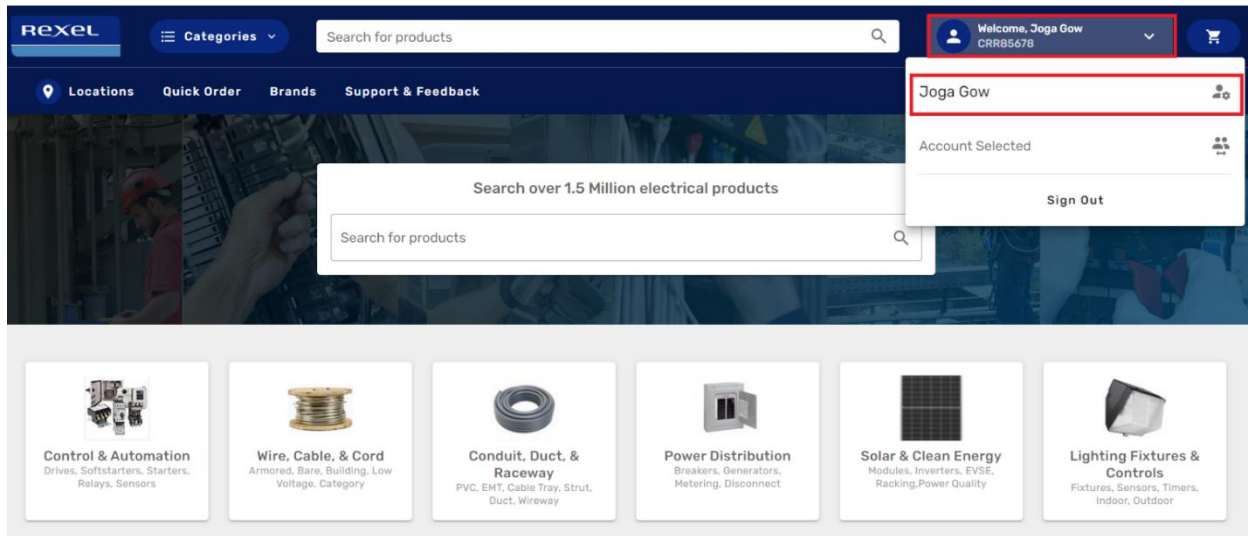 REXEL
Categories
Search for products
Welcome, Joga Gow
CRR85678
Locations
Quick Order
Brands
Support & Feedback
Joga Gow
Account Selected
Sign Out
Search over 1.5 Million electrical products
Search for products
Control & Automation
Drives, Softstarters, Starters,
Relays, Sensors
Wire, Cable, & Cord
Armored, Bare, Building, Low
Voltage, Category
Conduit, Duct, &
Raceway
PVC, EMT, Cable Tray, Strut,
Duct, Wireway
Power Distribution
Breakers, Generators,
Metering, Disconnect
Solar & Clean Energy
Modules, Inverters, EVSE,
Racking,Power Quality
Lighting Fixtures &
Controls
Fixtures, Sensors, Timers,
Indoor, Outdoor